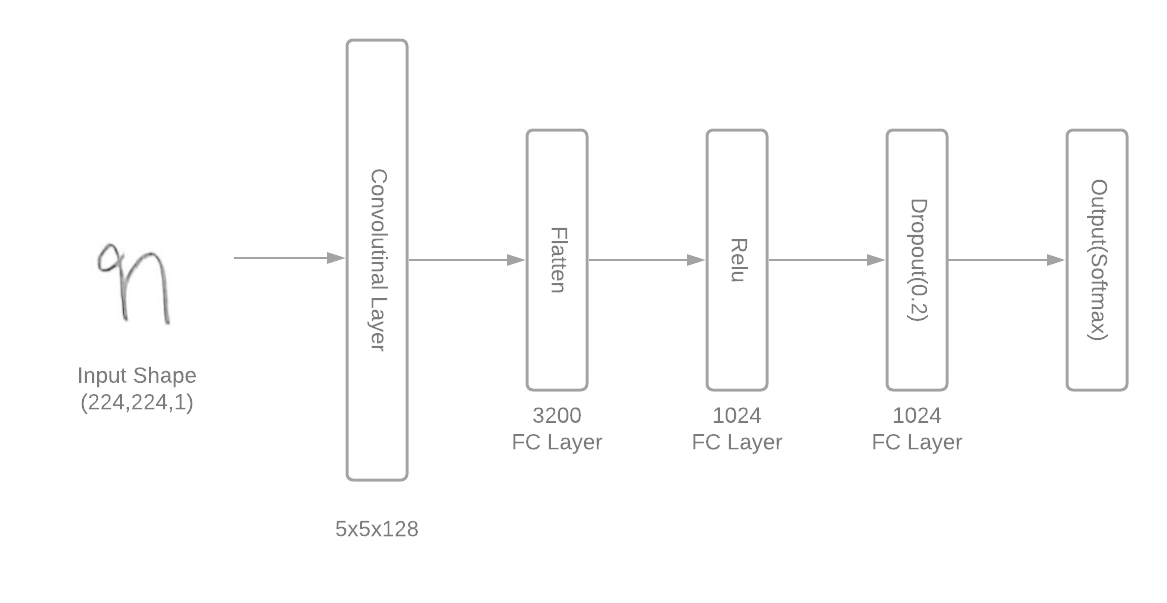 Input Shape
(224,224,1)
Convolutinal Layer
5x5x128
Flatten
3200
FC Layer
Relu
1024
FC Layer
Dropout(0.2)
1024
FC Layer
Output(Softmax)